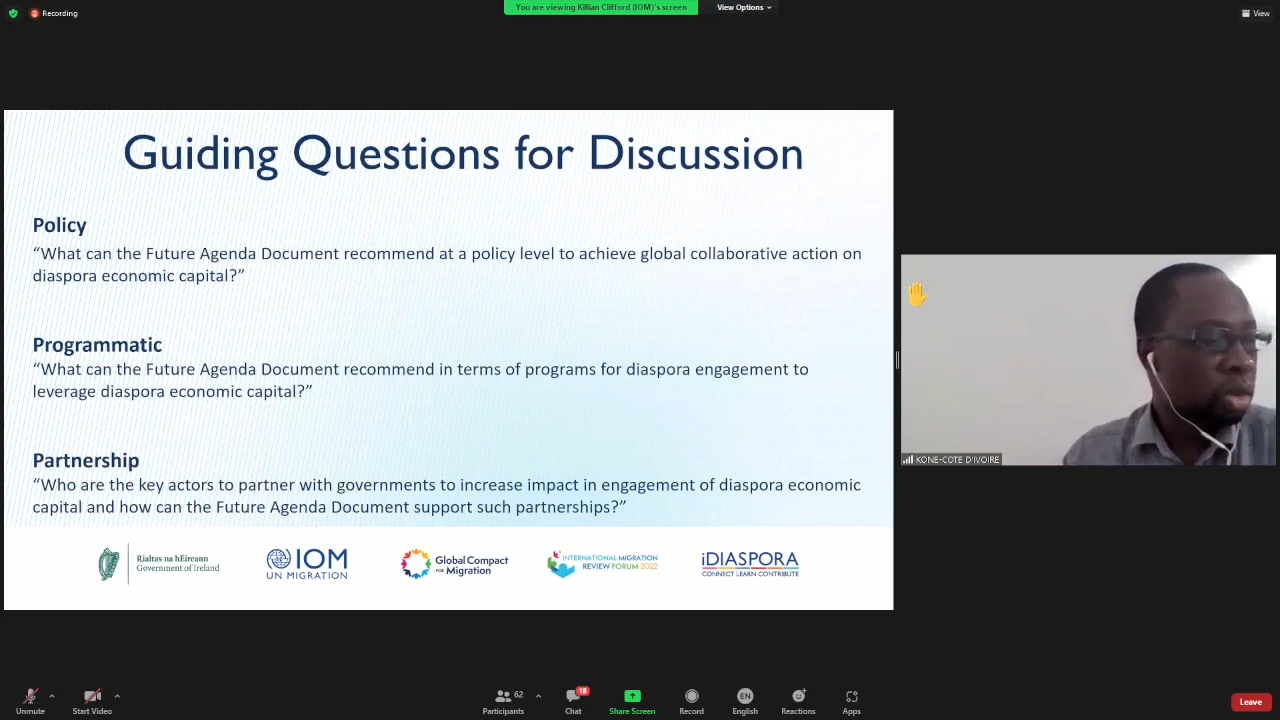 Recording
You are viewing Killian Clifford (IOM)'s screen
View Options
View
Guiding Questions for Discussion
Policy
“What can the Future Agenda Document recommend at a policy level to achieve global collaborative action on
diaspora economic capital?”
Programmatic
“What can the Future Agenda Document recommend in terms of programs for diaspora engagement to
leverage diaspora economic capital?”
Partnership
“Who are the key actors to partner with governments to increase impact in engagement of diaspora economic
capital and how can the Future Agenda Document support such partnerships?”
Rialtas na hÉireann
Government of Ireland
IOM
UN MIGRATION
Global Compact
FOR Migration
INTERNATIONAL MIGRATION
REVIEW FORUM 2022
iDIASPORA
CONNECT LEARN CONTRIBUTE
KONE-COTE D'IVOIRE
Unmute
Start Video
62
Participants
18
Chat
Share Screen
Record
EN
English
Reactions
Apps
Leave